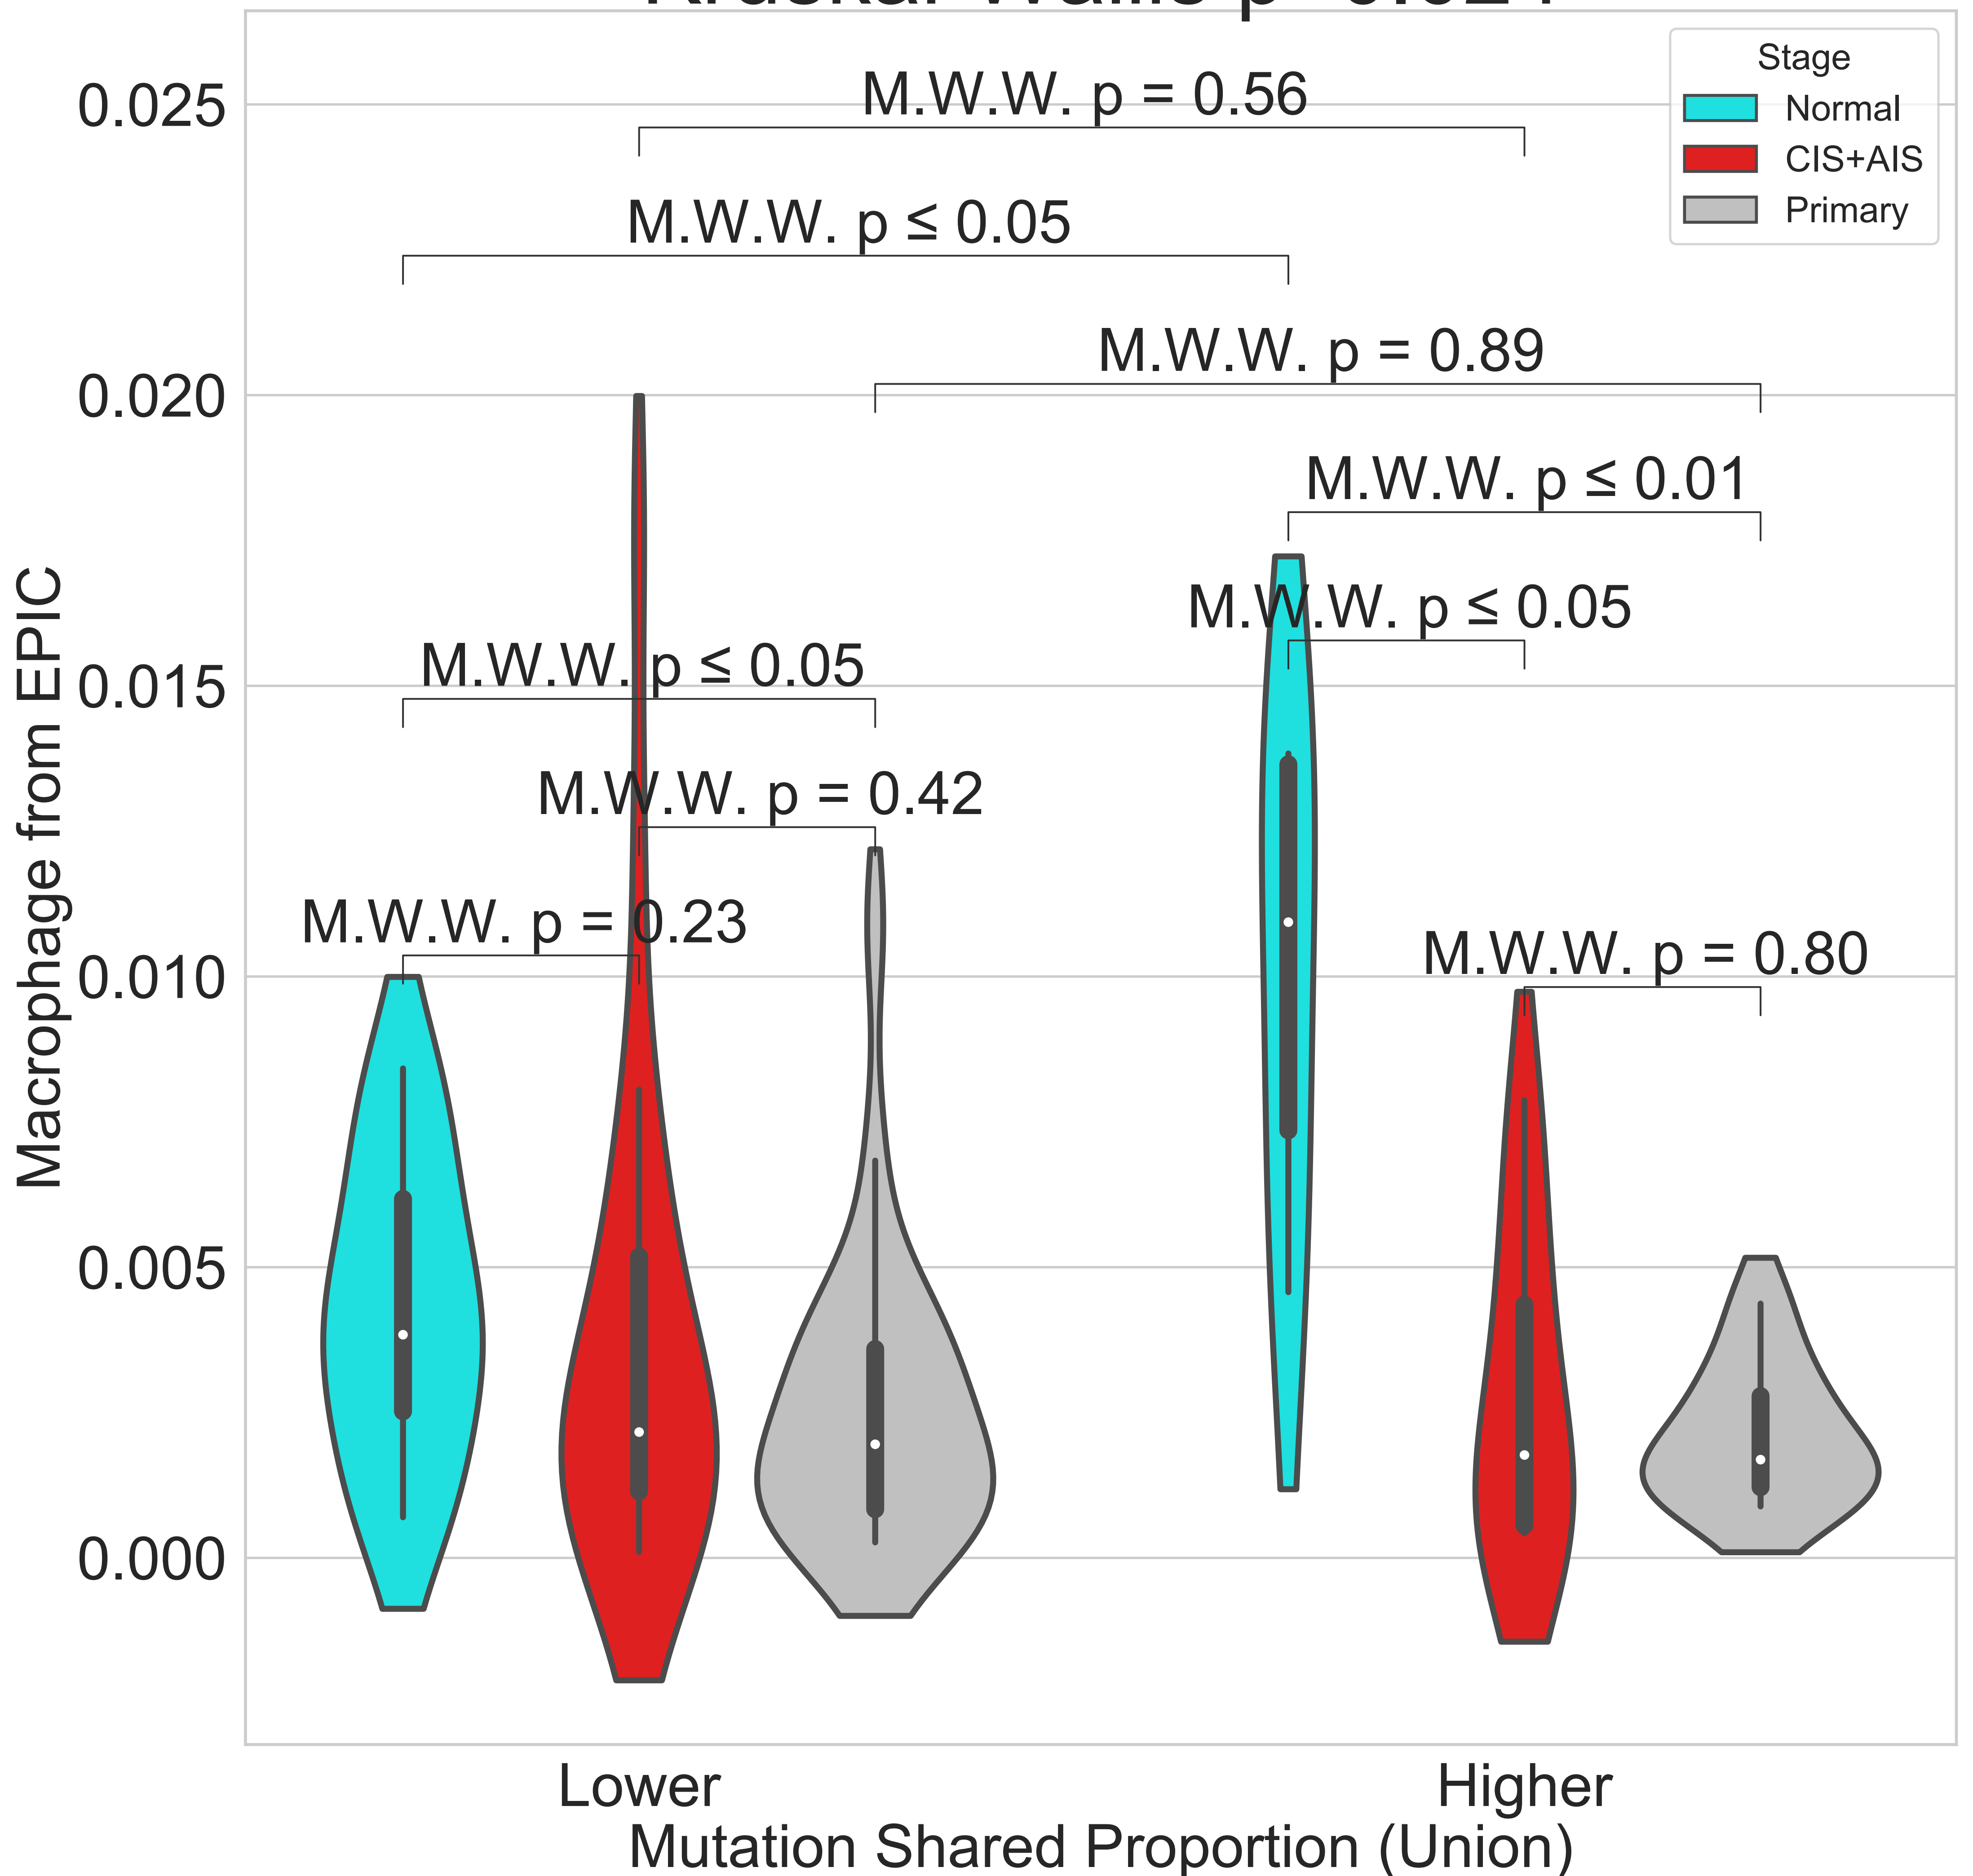 Stage
Normal
CIS+AIS
Primary
M.W.W. p = 0.56
M.W.W. p ≤ 0.05
M.W.W. p = 0.89
M.W.W. p ≤ 0.01
M.W.W. p ≤ 0.05
M.W.W. p ≤ 0.05
M.W.W. p = 0.42
M.W.W. p = 0.23
M.W.W. p = 0.80
0.025
0.020
0.015
0.010
0.005
0.000
Macrophage from EPIC
Lower
Higher
Mutation Shared Proportion (Union)